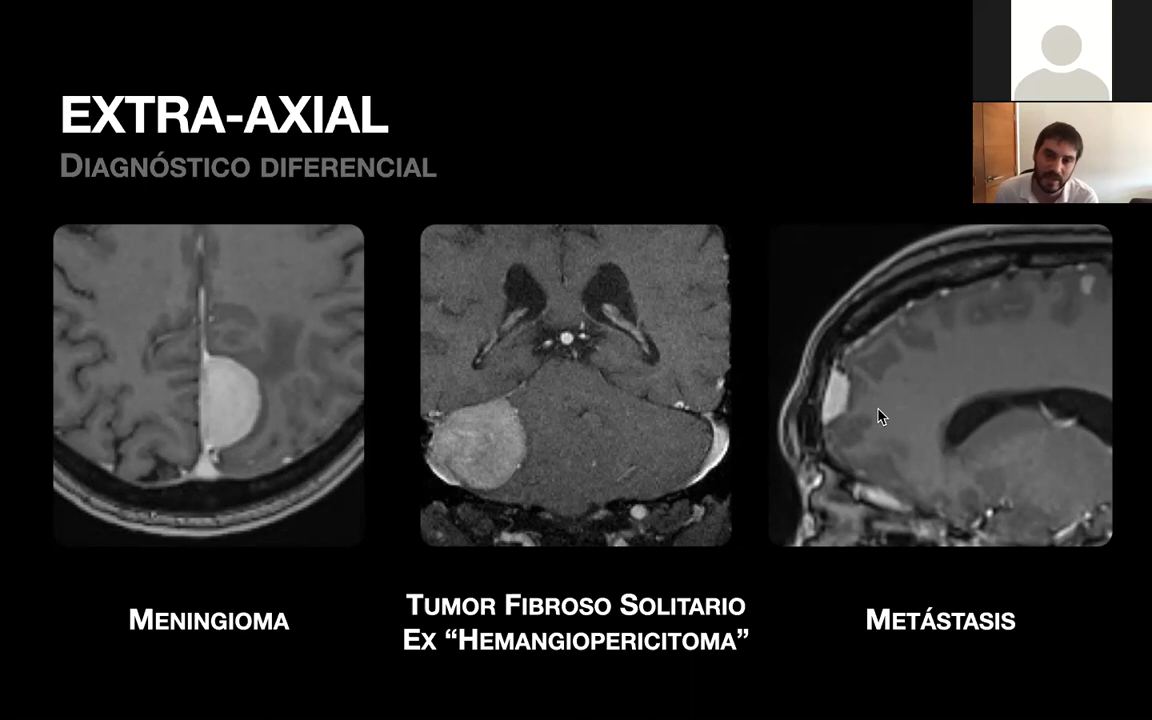 EXTRA-AXIAL
Diagnóstico diferencial
Meningioma
Tumor Fibroso Solitario
Ex “Hemangiopericitoma”
Metástasis